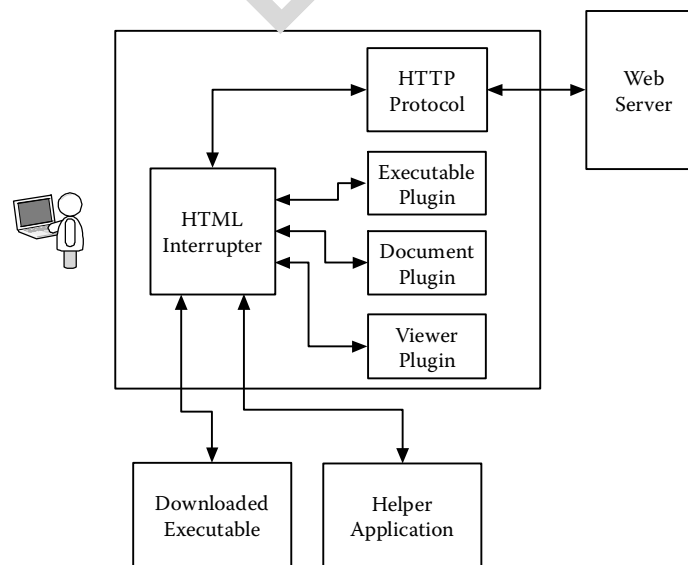 HTTP
Protocol
Web
Server
Executable
Plugin
HTML
Interrupter
Document
Plugin
Viewer
Plugin
Downloaded
Executable
Helper
Application